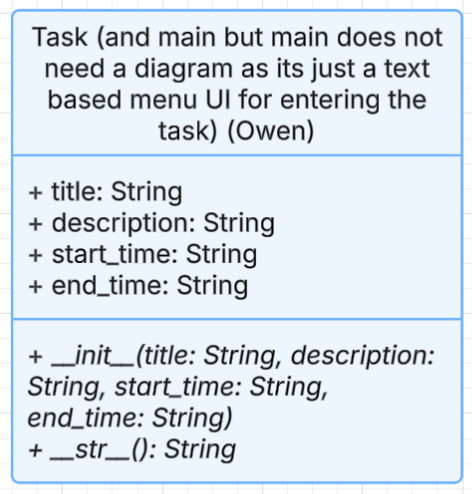 Task (and main but main does not
need a diagram as its just a text
based menu UI for entering the
task) (Owen)
+ title: String
+ description: String
+ start_time: String
+ end_time: String
+ __init__(title: String, description:
String, start_time: String,
end_time: String)
+ __str__(): String